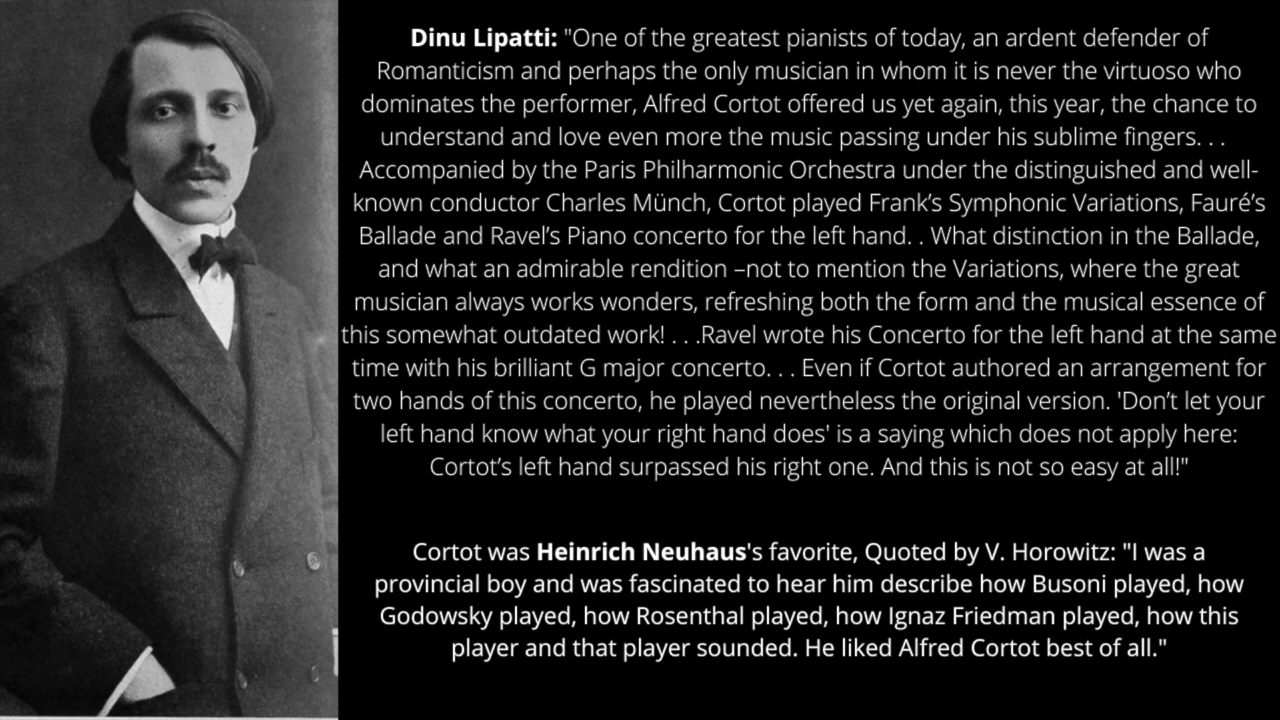 Dinu Lipatti: "One of the greatest pianists of today, an ardent defender of
Romanticism and perhaps the only musician in whom it is never the virtuoso who
dominates the performer, Alfred Cortot offered us yet again, this year, the chance to
understand and love even more the music passing under his sublime fingers. . .
Accompanied by the Paris Philharmonic Orchestra under the distinguished and well-
known conductor Charles Münch, Cortot played Frank’s Symphonic Variations, Fauré’s
Ballade and Ravel’s Piano concerto for the left hand. . What distinction in the Ballade,
and what an admirable rendition –not to mention the Variations, where the great
musician always works wonders, refreshing both the form and the musical essence of
this somewhat outdated work! . . .Ravel wrote his Concerto for the left hand at the same
time with his brilliant G major concerto. . . Even if Cortot authored an arrangement for
two hands of this concerto, he played nevertheless the original version. 'Don’t let your
left hand know what your right hand does' is a saying which does not apply here:
Cortot’s left hand surpassed his right one. And this is not so easy at all!"
Cortot was Heinrich Neuhaus's favorite, Quoted by V. Horowitz: "I was a
provincial boy and was fascinated to hear him describe how Busoni played, how
Godowsky played, how Rosenthal played, how Ignaz Friedman played, how this
player and that player sounded. He liked Alfred Cortot best of all."